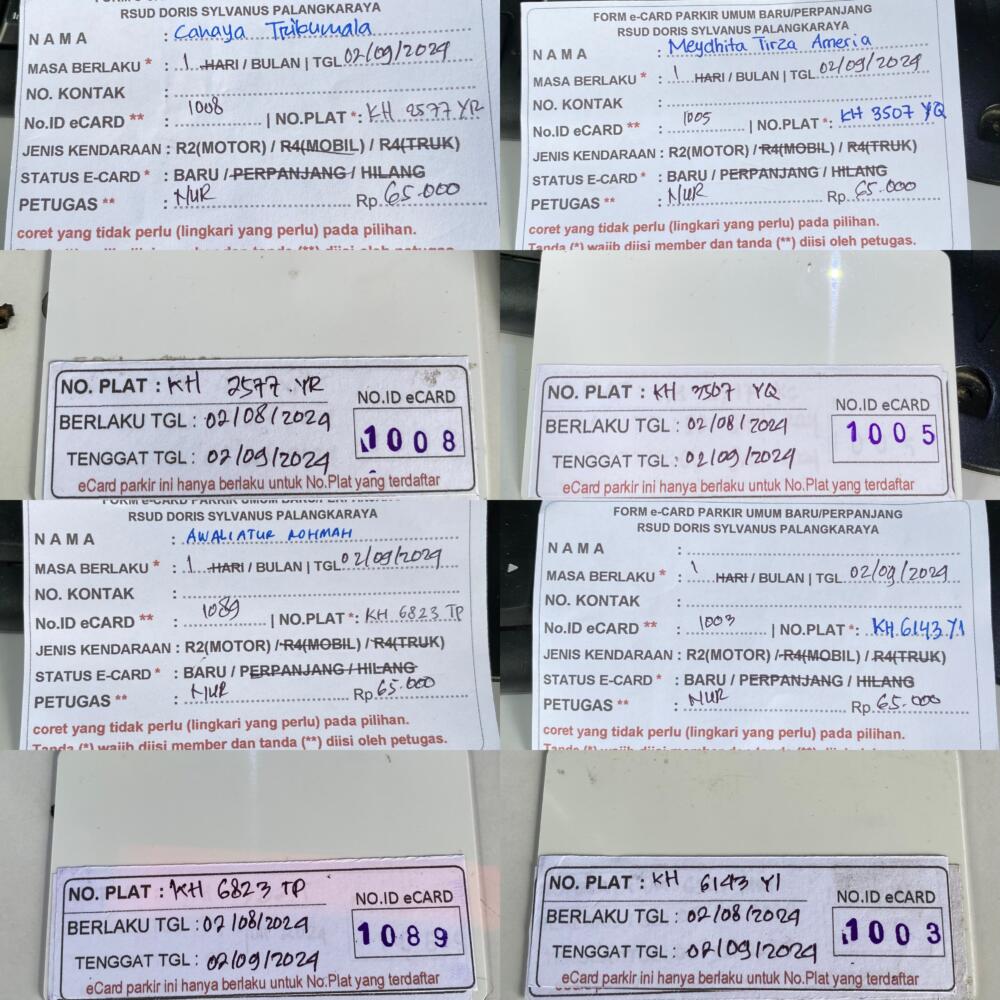 RSUD DORIS SYLVANUS PALANGKARAYA
NAMA : Cahaya Tribumala
MASA BERLAKU * : 1 HARI / BULAN | TGL 02/09/2024
NO. KONTAK :
No.ID eCARD ** : 1008 | NO.PLAT *: KH 2577 YR
JENIS KENDARAAN : R2(MOTOR) / R4(MOBIL) / R4(TRUK)
STATUS E-CARD * : BARU / PERPANJANG / HILANG
PETUGAS ** : NUR Rp. 65.000
coret yang tidak perlu (lingkari yang perlu) pada pilihan.
FORM e-CARD PARKIR UMUM BARU/PERPANJANG
RSUD DORIS SYLVANUS PALANGKARAYA
NAMA : Meydhita Tirza Ameria
MASA BERLAKU * : 1 HARI / BULAN | TGL 02/09/2024
NO. KONTAK :
No.ID eCARD ** : 1005 | NO.PLAT *: KH 3507 YQ
JENIS KENDARAAN : R2(MOTOR) / R4(MOBIL) / R4(TRUK)
STATUS E-CARD * : BARU / PERPANJANG / HILANG
PETUGAS ** : NUR Rp. 65.000
coret yang tidak perlu (lingkari yang perlu) pada pilihan.
Tanda (*) wajib diisi member dan tanda (**) diisi oleh petugas.
NO. PLAT : KH 2577 YR
BERLAKU TGL : 02/08/2024
TENGGAT TGL : 02/09/2024
NO.ID eCARD
1008
eCard parkir ini hanya berlaku untuk No.Plat yang terdaftar
NO. PLAT : KH 3507 YQ
BERLAKU TGL : 02/08/2024
TENGGAT TGL : 02/09/2024
NO.ID eCARD
1005
eCard parkir ini hanya berlaku untuk No.Plat yang terdaftar
RSUD DORIS SYLVANUS PALANGKARAYA
NAMA : AWALIATUR ROHMAH
MASA BERLAKU * : 1 HARI / BULAN | TGL 02/09/2024
NO. KONTAK :
No.ID eCARD ** : 1089 | NO.PLAT *: KH 6823 TP
JENIS KENDARAAN : R2(MOTOR) / R4(MOBIL) / R4(TRUK)
STATUS E-CARD * : BARU / PERPANJANG / HILANG
PETUGAS ** : NUR Rp. 65.000
coret yang tidak perlu (lingkari yang perlu) pada pilihan.
Tanda (*) wajib diisi member dan tanda (**) diisi oleh petugas.
FORM e-CARD PARKIR UMUM BARU/PERPANJANG
RSUD DORIS SYLVANUS PALANGKARAYA
NAMA :
MASA BERLAKU * : 1 HARI / BULAN | TGL 02/09/2024
NO. KONTAK :
No.ID eCARD ** : 1003 | NO.PLAT *: KH 6143 YI
JENIS KENDARAAN : R2(MOTOR) / R4(MOBIL) / R4(TRUK)
STATUS E-CARD * : BARU / PERPANJANG / HILANG
PETUGAS ** : NUR Rp. 65.000
coret yang tidak perlu (lingkari yang perlu) pada pilihan.
NO. PLAT : KH 6823 TP
BERLAKU TGL : 02/08/2024
TENGGAT TGL : 02/09/2024
NO.ID eCARD
1089
eCard parkir ini hanya berlaku untuk No.Plat yang terdaftar
NO. PLAT : KH 6143 YI
BERLAKU TGL : 02/08/2024
TENGGAT TGL : 02/09/2024
NO.ID eCARD
1003
eCard parkir ini hanya berlaku untuk No.Plat yang terdaftar